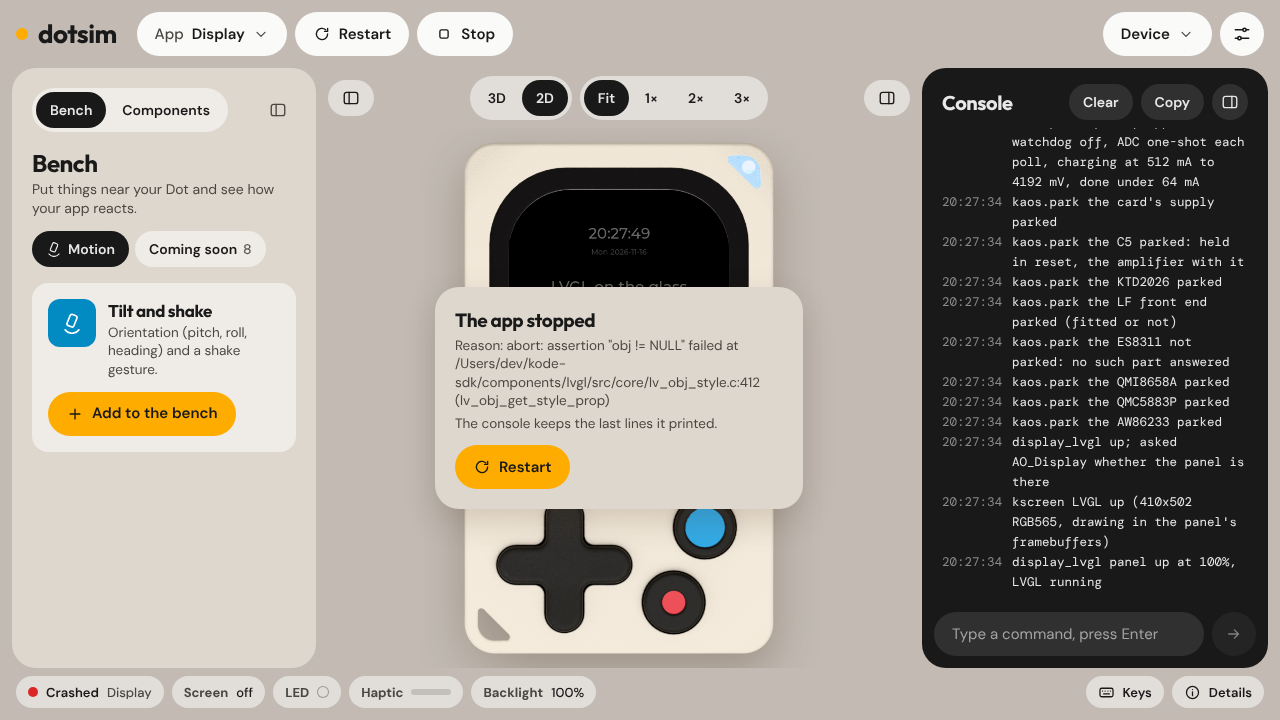 dotsim
App Display
Restart
Stop
Device
Bench
Components
Bench
Put things near your Dot and see how
your app reacts.
Motion
Coming soon 8
Tilt and shake
Orientation (pitch, roll,
heading) and a shake
gesture.
Add to the bench
3D
2D
Fit
1×
2×
3×
20:27:49
Mon 2026-11-16
The app stopped
Reason: abort: assertion "obj != NULL" failed at
/Users/dev/kode-
sdk/components/lvgl/src/core/lv_obj_style.c:412
(lv_obj_get_style_prop)
The console keeps the last lines it printed.
Restart
Console
Clear
Copy
watchdog off, ADC one-shot each
poll, charging at 512 mA to
4192 mV, done under 64 mA
20:27:34 kaos.park the card's supply
parked
20:27:34 kaos.park the C5 parked: held
in reset, the amplifier with it
20:27:34 kaos.park the KTD2026 parked
20:27:34 kaos.park the LF front end
parked (fitted or not)
20:27:34 kaos.park the ES8311 not
parked: no such part answered
20:27:34 kaos.park the QMI8658A parked
20:27:34 kaos.park the QMC5883P parked
20:27:34 kaos.park the AW86233 parked
20:27:34 display_lvgl up; asked
AO_Display whether the panel is
there
20:27:34 kscreen LVGL up (410x502
RGB565, drawing in the panel's
framebuffers)
20:27:34 display_lvgl panel up at 100%,
LVGL running
Type a command, press Enter
Crashed Display
Screen off
LED
Haptic
Backlight 100%
Keys
Details